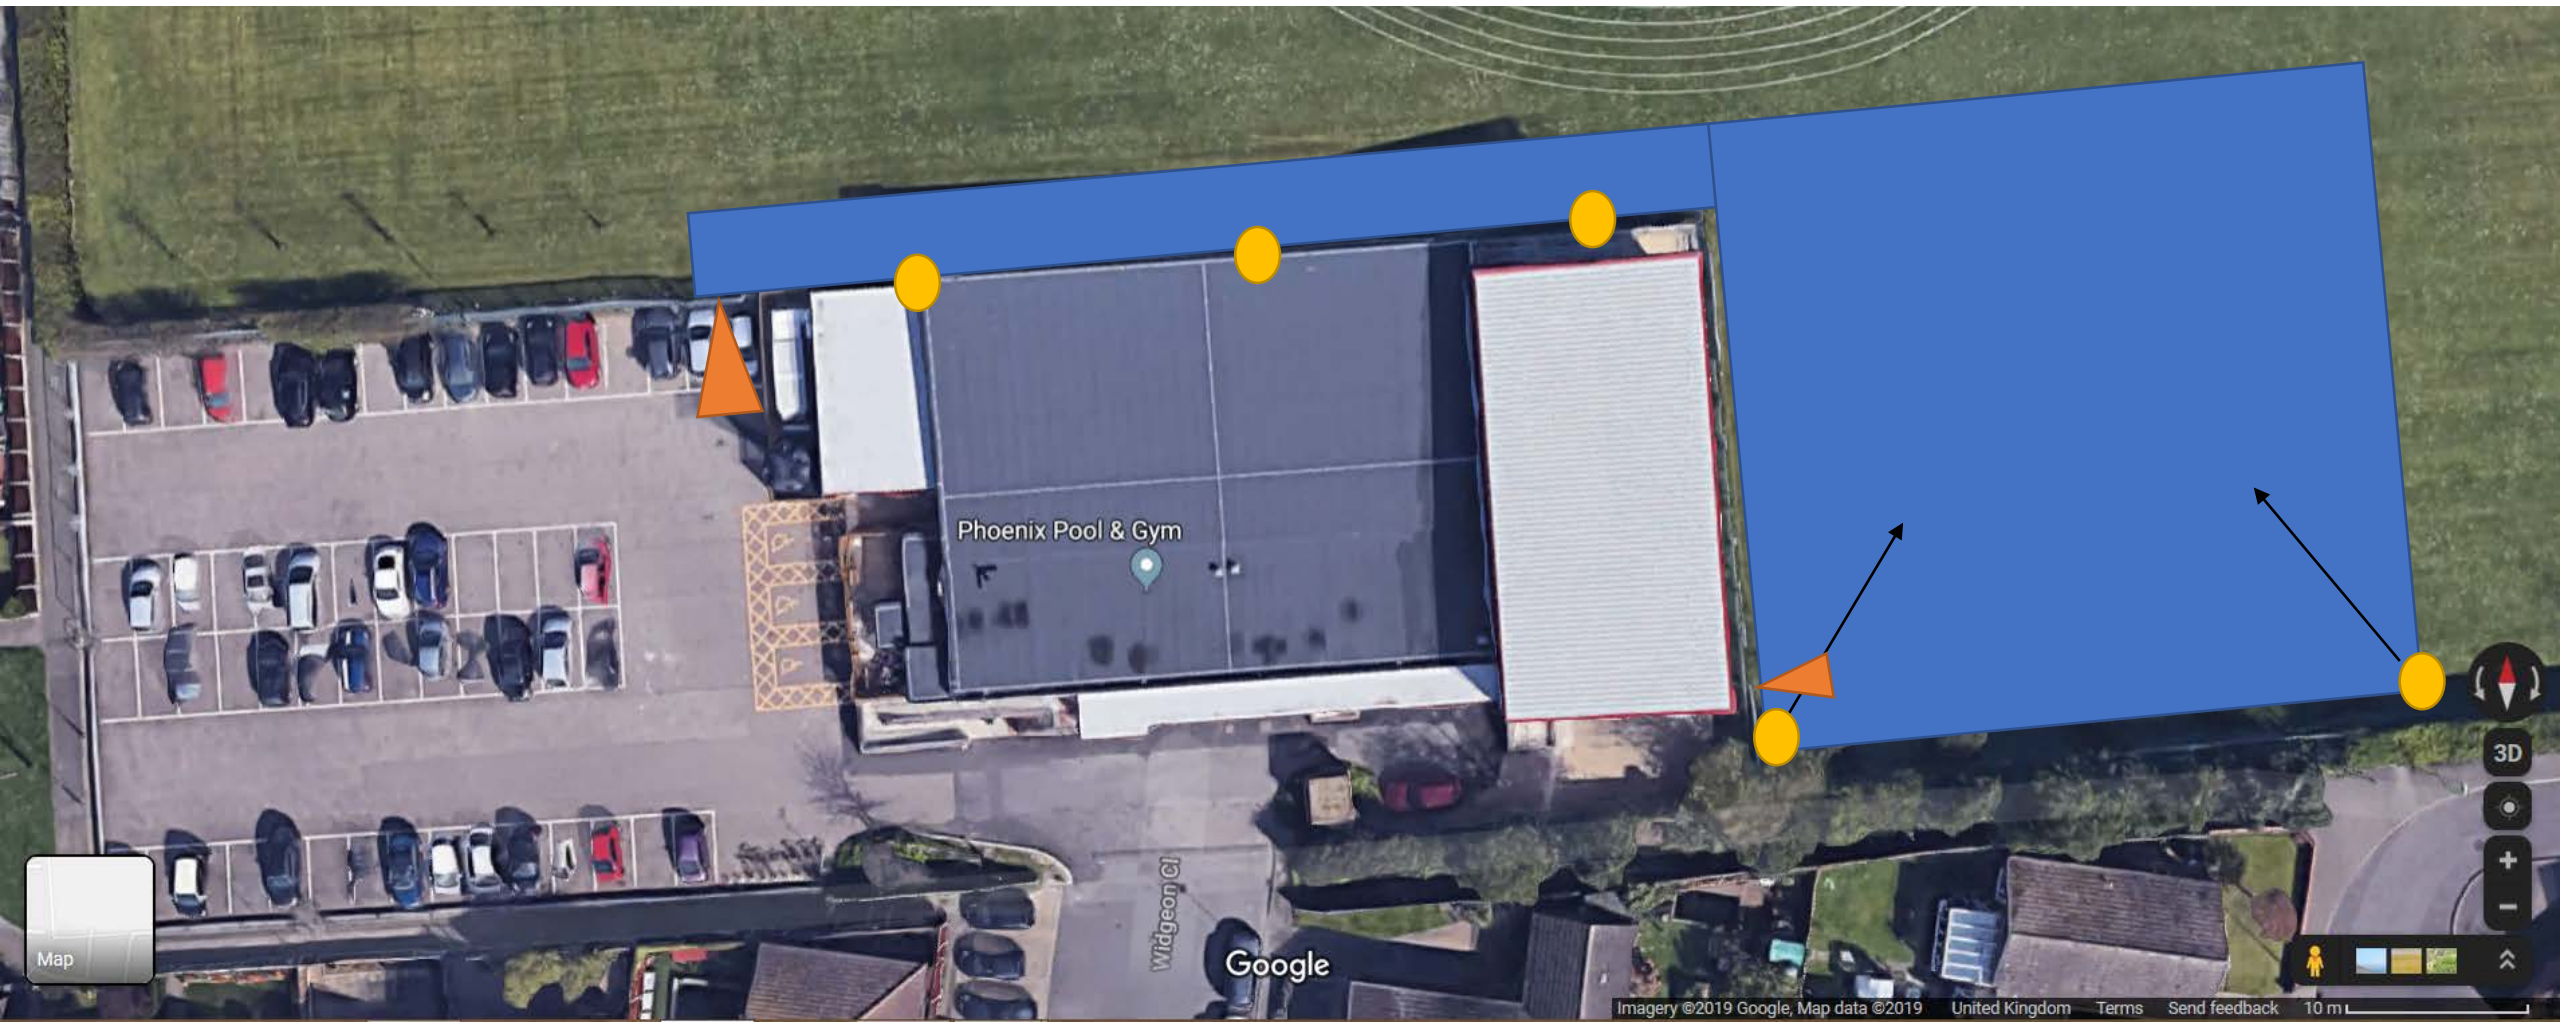 Phoenix Pool & Gym
Widgeon Cl
3D
Map
Google
Imagery ©2019 Google, Map data ©2019 United Kingdom Terms Send feedback 10 m